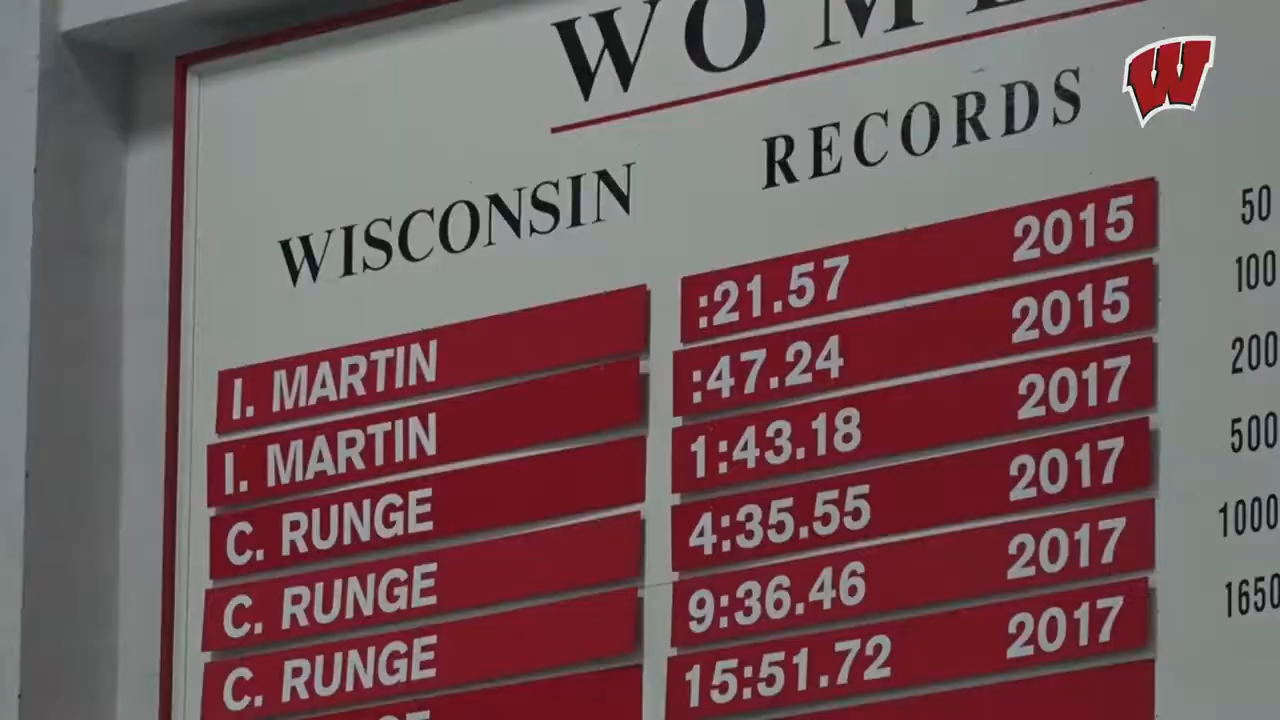 WOM
W
WISCONSIN RECORDS
I. MARTIN :21.57 2015 50
I. MARTIN :47.24 2015 100
C. RUNGE 1:43.18 2017 200
C. RUNGE 4:35.55 2017 500
C. RUNGE 9:36.46 2017 1000
15:51.72 2017 1650